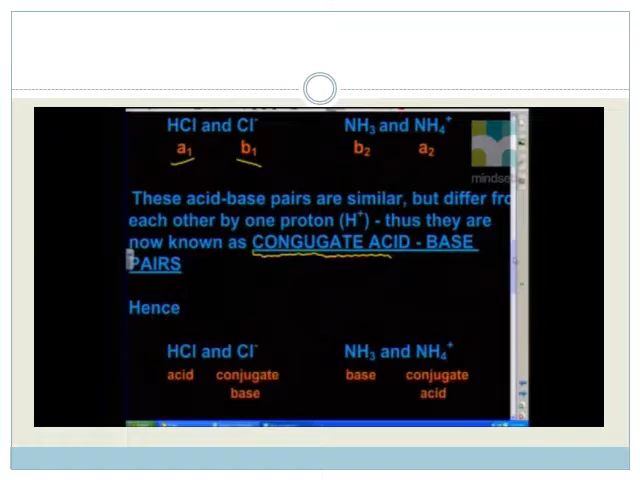 HCl and Cl⁻ NH₃ and NH₄⁺
a₁ b₁ b₂ a₂
mindse
These acid-base pairs are similar, but differ fro
each other by one proton (H⁺) - thus they are
now known as CONGUGATE ACID - BASE
PAIRS
Hence
HCl and Cl⁻ NH₃ and NH₄⁺
acid conjugate base conjugate
base acid